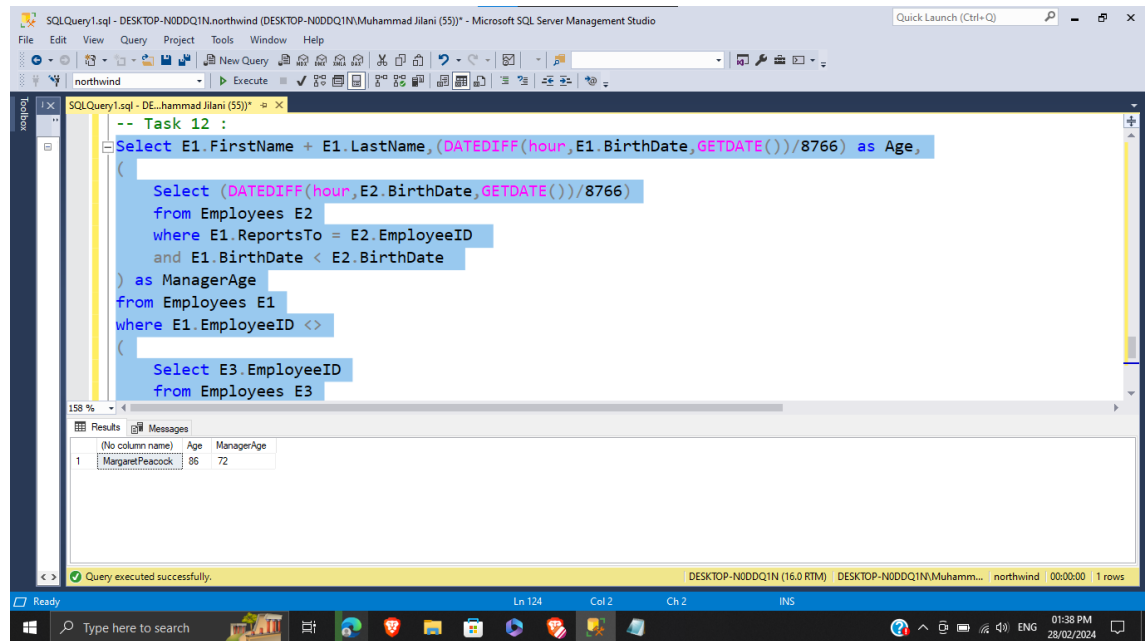 SQLQuery1.sql - DESKTOP-N0DDQ1N.northwind (DESKTOP-N0DDQ1N\Muhammad Jilani (55))* - Microsoft SQL Server Management Studio
Quick Launch (Ctrl+Q)
File Edit View Query Project Tools Window Help
New Query
northwind Execute
Toolbox
SQLQuery1.sql - DE...hammad Jilani (55))*
-- Task 12 :
Select E1.FirstName + E1.LastName,(DATEDIFF(hour,E1.BirthDate,GETDATE())/8766) as Age,
(
Select (DATEDIFF(hour,E2.BirthDate,GETDATE())/8766)
from Employees E2
where E1.ReportsTo = E2.EmployeeID
and E1.BirthDate < E2.BirthDate
) as ManagerAge
from Employees E1
where E1.EmployeeID <>
(
Select E3.EmployeeID
from Employees E3
158 %
Results Messages
(No column name) Age ManagerAge
1 MargaretPeacock 86 72
Query executed successfully. DESKTOP-N0DDQ1N (16.0 RTM) DESKTOP-N0DDQ1N\Muhamm... northwind 00:00:00 1 rows
Ready Ln 124 Col 2 Ch 2 INS
Type here to search ENG 01:38 PM
28/02/2024